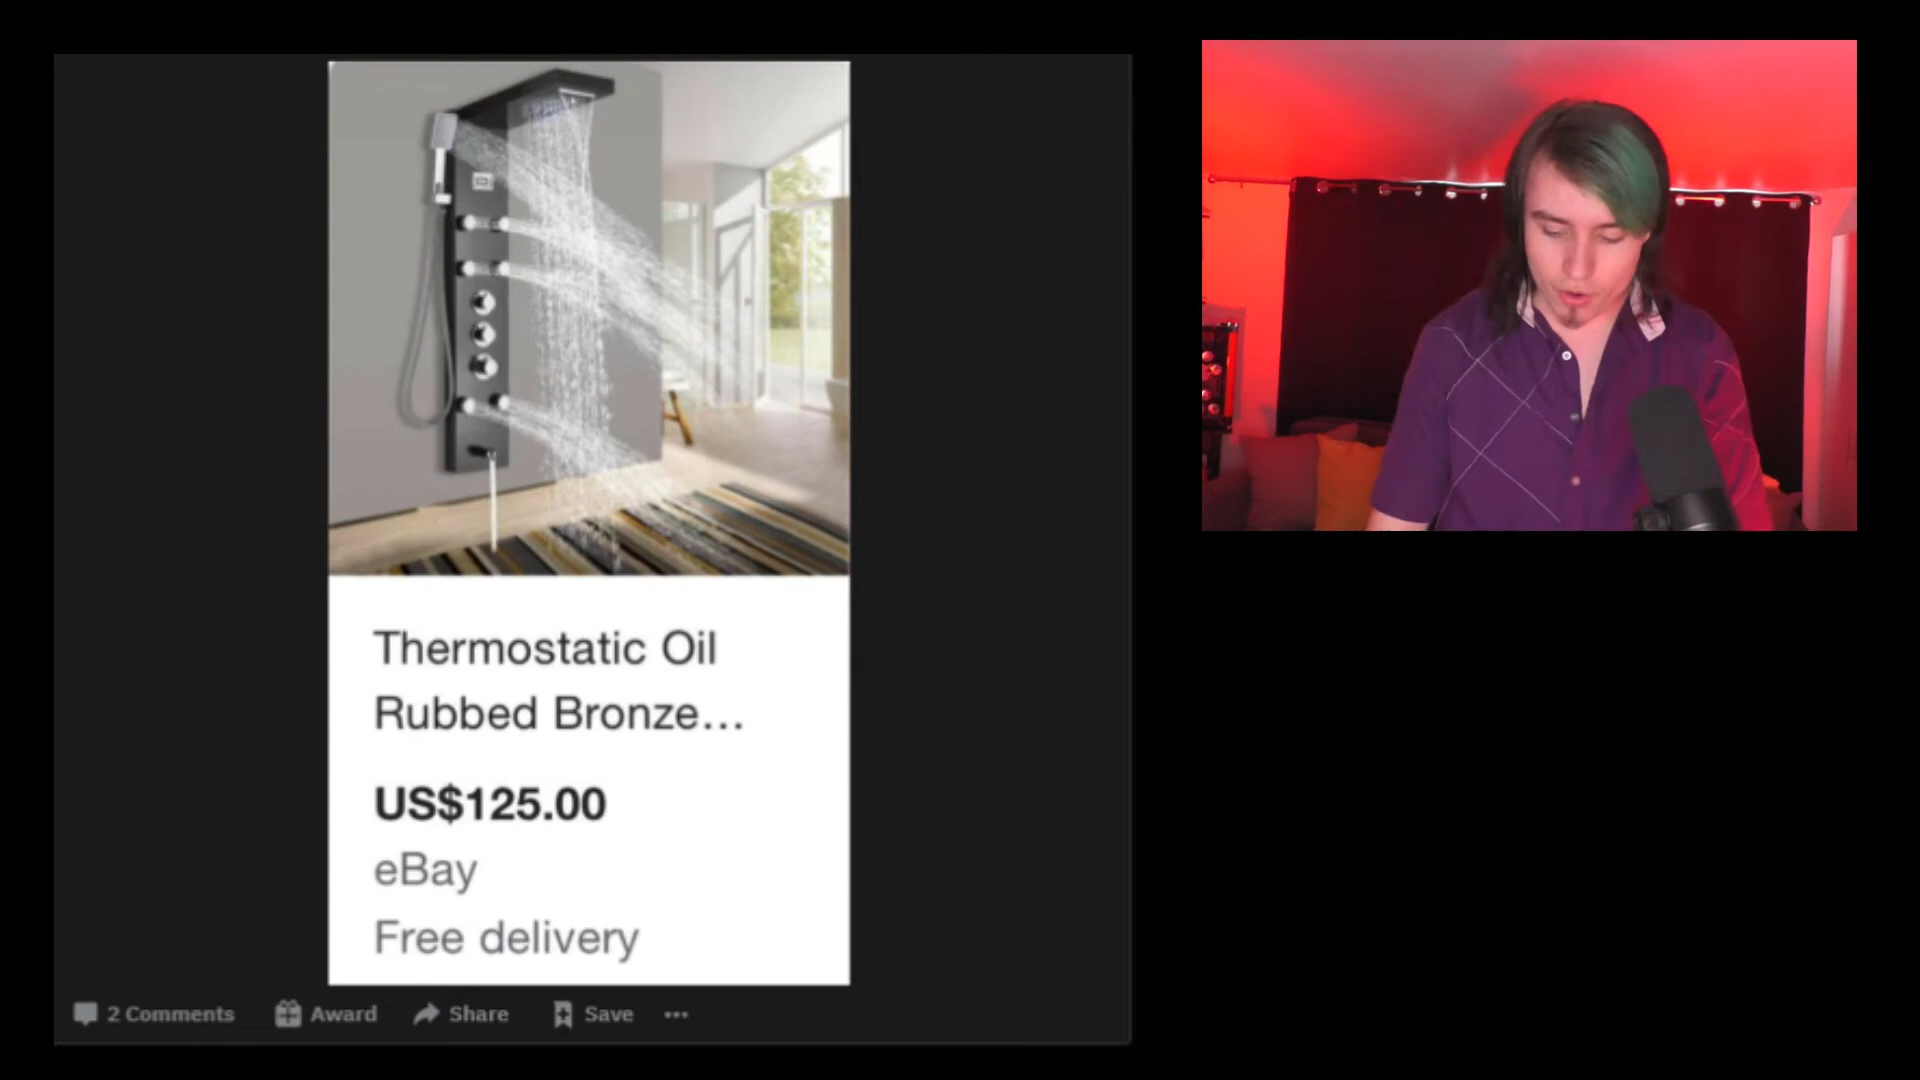 Thermostatic Oil
Rubbed Bronze...
US$125.00
eBay
Free delivery
2 Comments Award Share Save